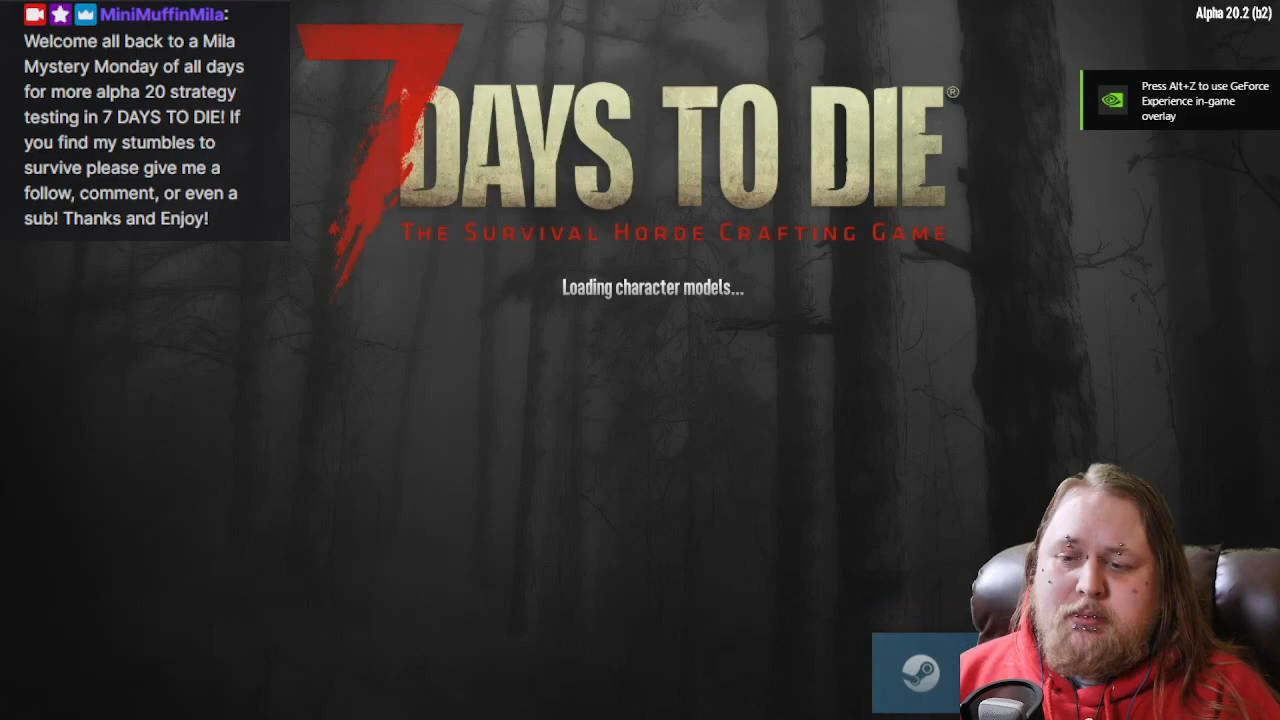 MiniMuffinMila:
Welcome all back to a Mila
Mystery Monday of all days
for more alpha 20 strategy
testing in 7 DAYS TO DIE! If
you find my stumbles to
survive please give me a
follow, comment, or even a
sub! Thanks and Enjoy!
7 DAYS TO DIE®
THE SURVIVAL HORDE CRAFTING GAME
Loading character models...
Alpha 20.2 (b2)
Press Alt+Z to use GeForce
Experience in-game
overlay